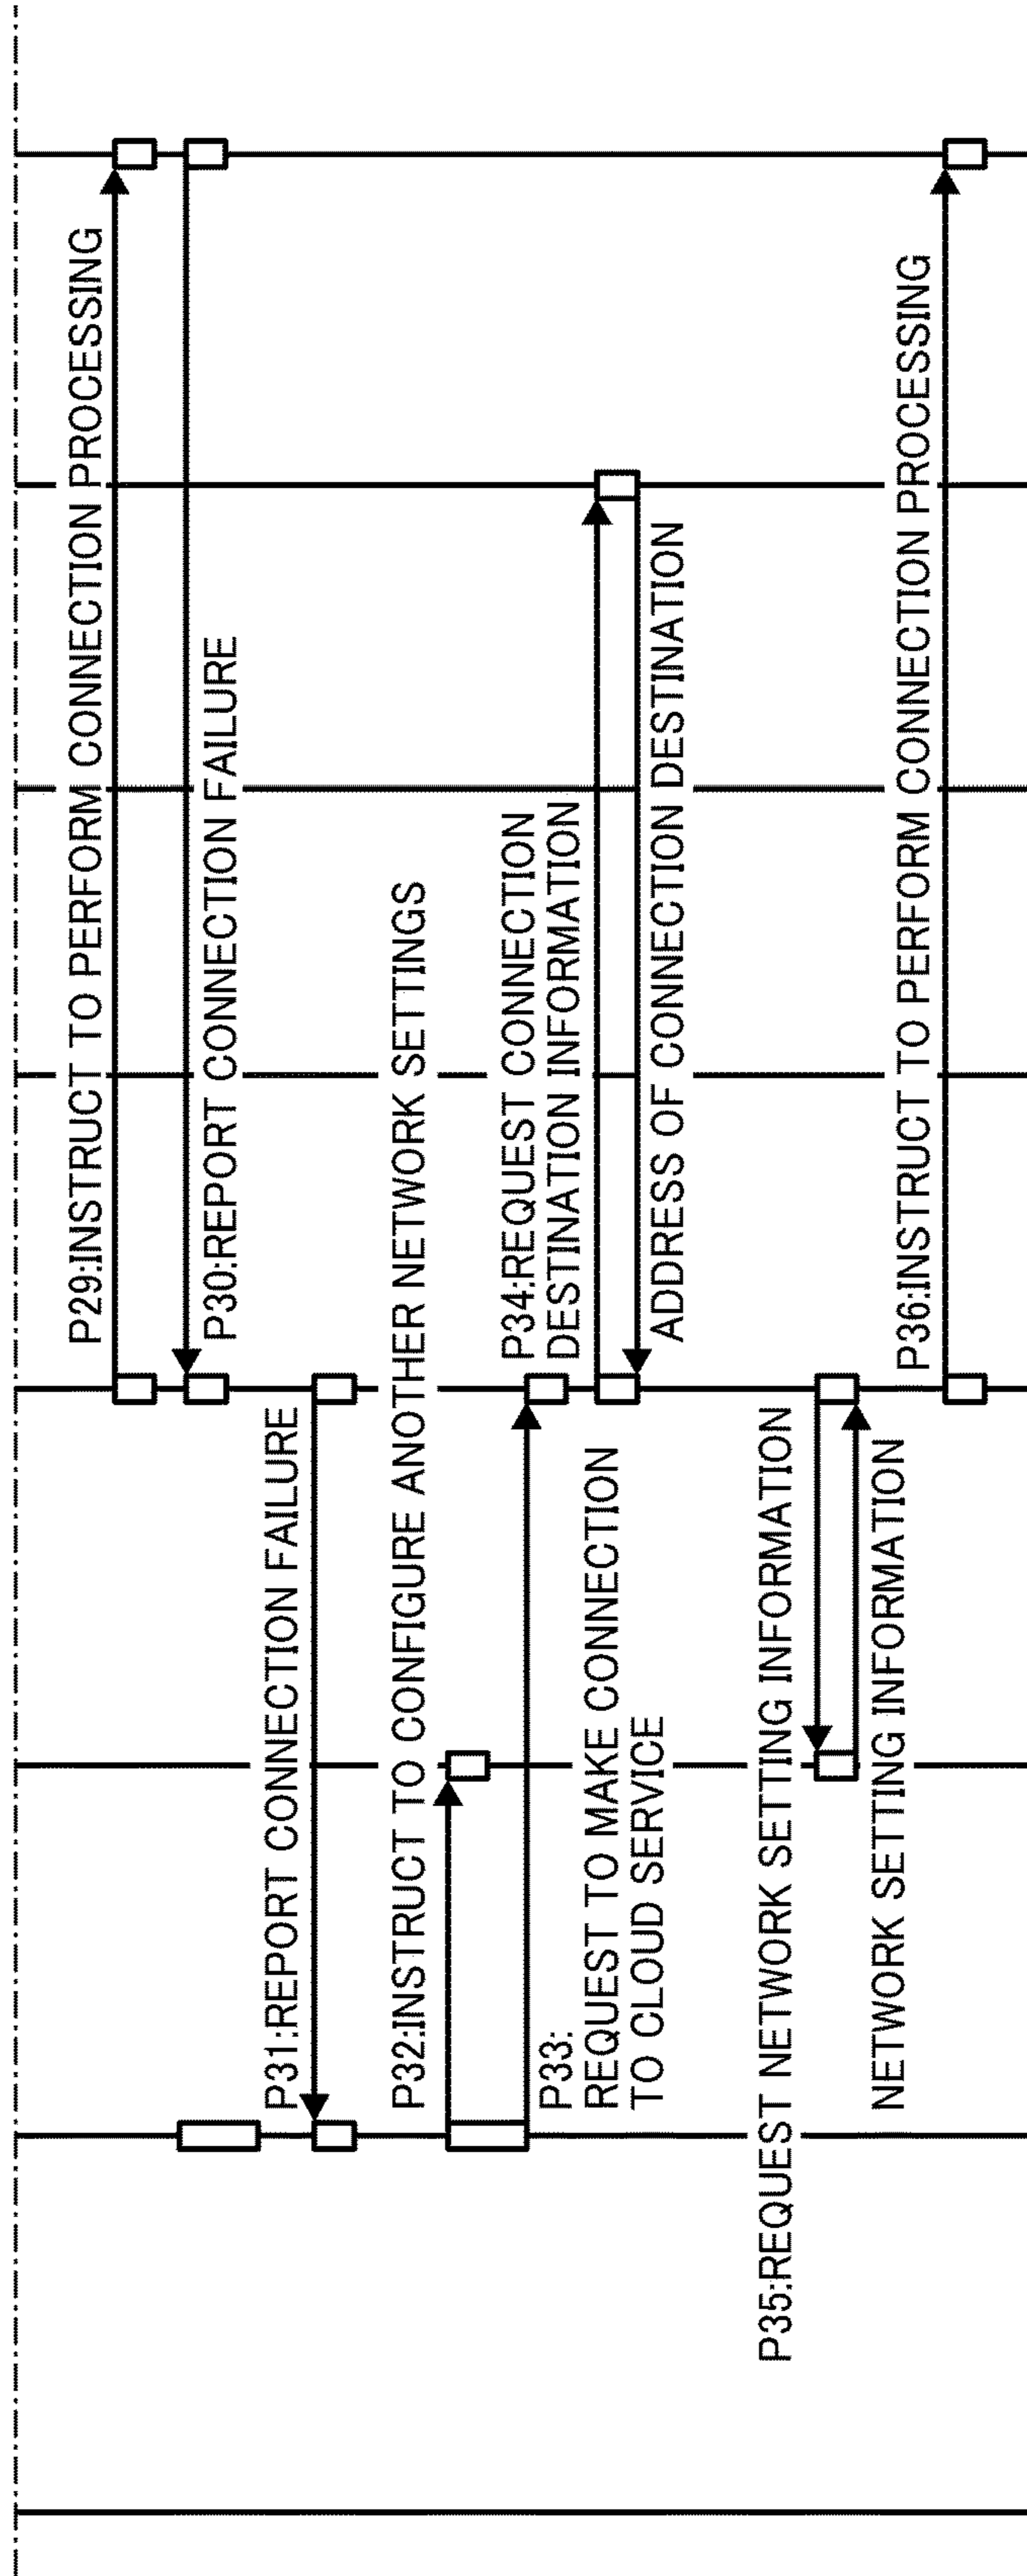 P29:INSTRUCT TO PERFORM CONNECTION PROCESSING
P30:REPORT CONNECTION FAILURE
P31:REPORT CONNECTION FAILURE
P32:INSTRUCT TO CONFIGURE ANOTHER NETWORK SETTINGS
P33:
REQUEST TO MAKE CONNECTION
TO CLOUD SERVICE
P34:REQUEST CONNECTION
DESTINATION INFORMATION
ADDRESS OF CONNECTION DESTINATION
P35:REQUEST NETWORK SETTING INFORMATION
NETWORK SETTING INFORMATION
P36:INSTRUCT TO PERFORM CONNECTION PROCESSING